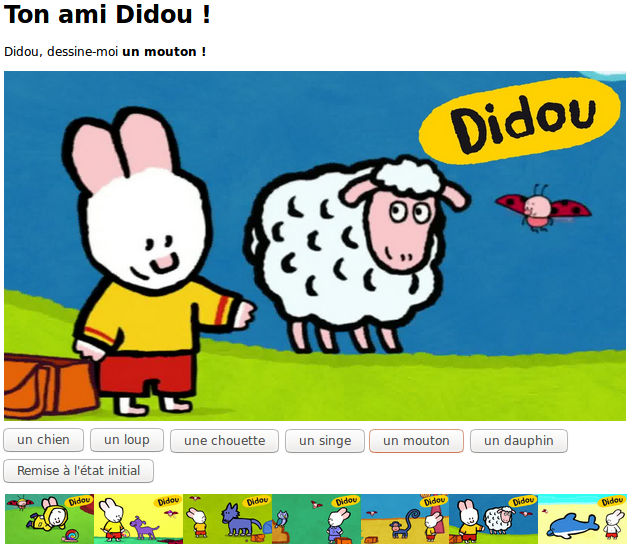 Ton ami Didou !
Didou, dessine-moi un mouton !
Didou
un chien
un loup
une chouette
un singe
un mouton
un dauphin
Remise à l'état initial
Didou
Didou
Didou
Didou
Didou
Didou
Didou